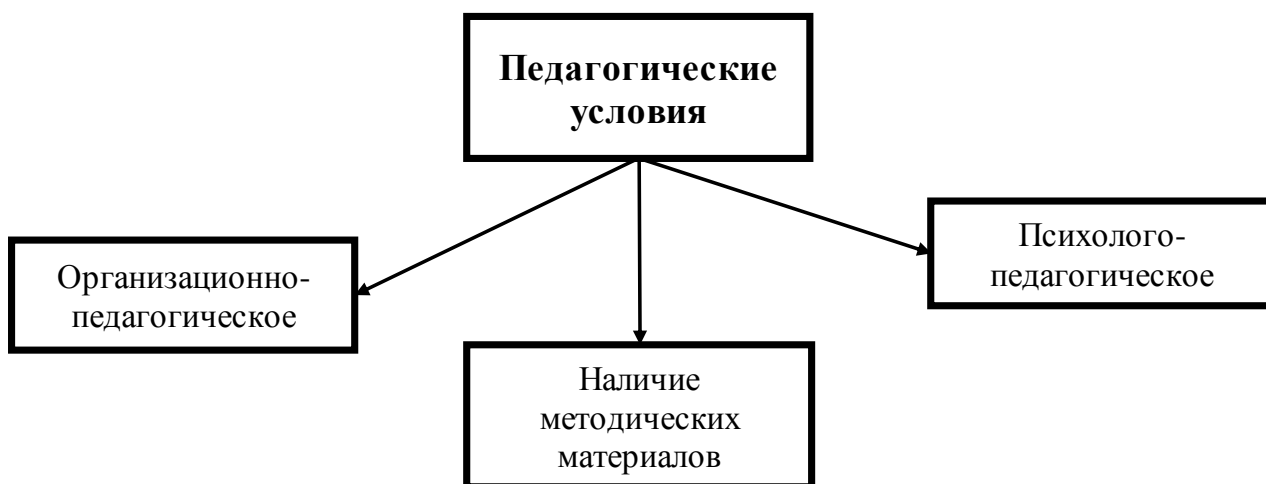 Педагогические
условия
Организационно-
педагогическое
Наличие
методических
материалов
Психолого-
педагогическое